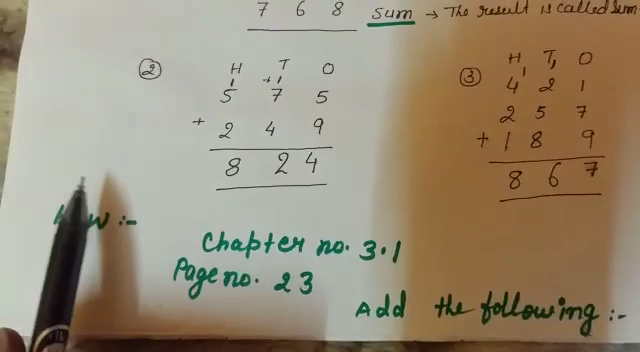 7 6 8 Sum → The result is called sum
② H T O
1 +1
5 7 5
+ 2 4 9
8 2 4
③ H T O
1 1
4 2 1
2 5 7
+ 1 8 9
8 6 7
Now :-
Chapter no. 3.1
Page no. 23
Add the following :-